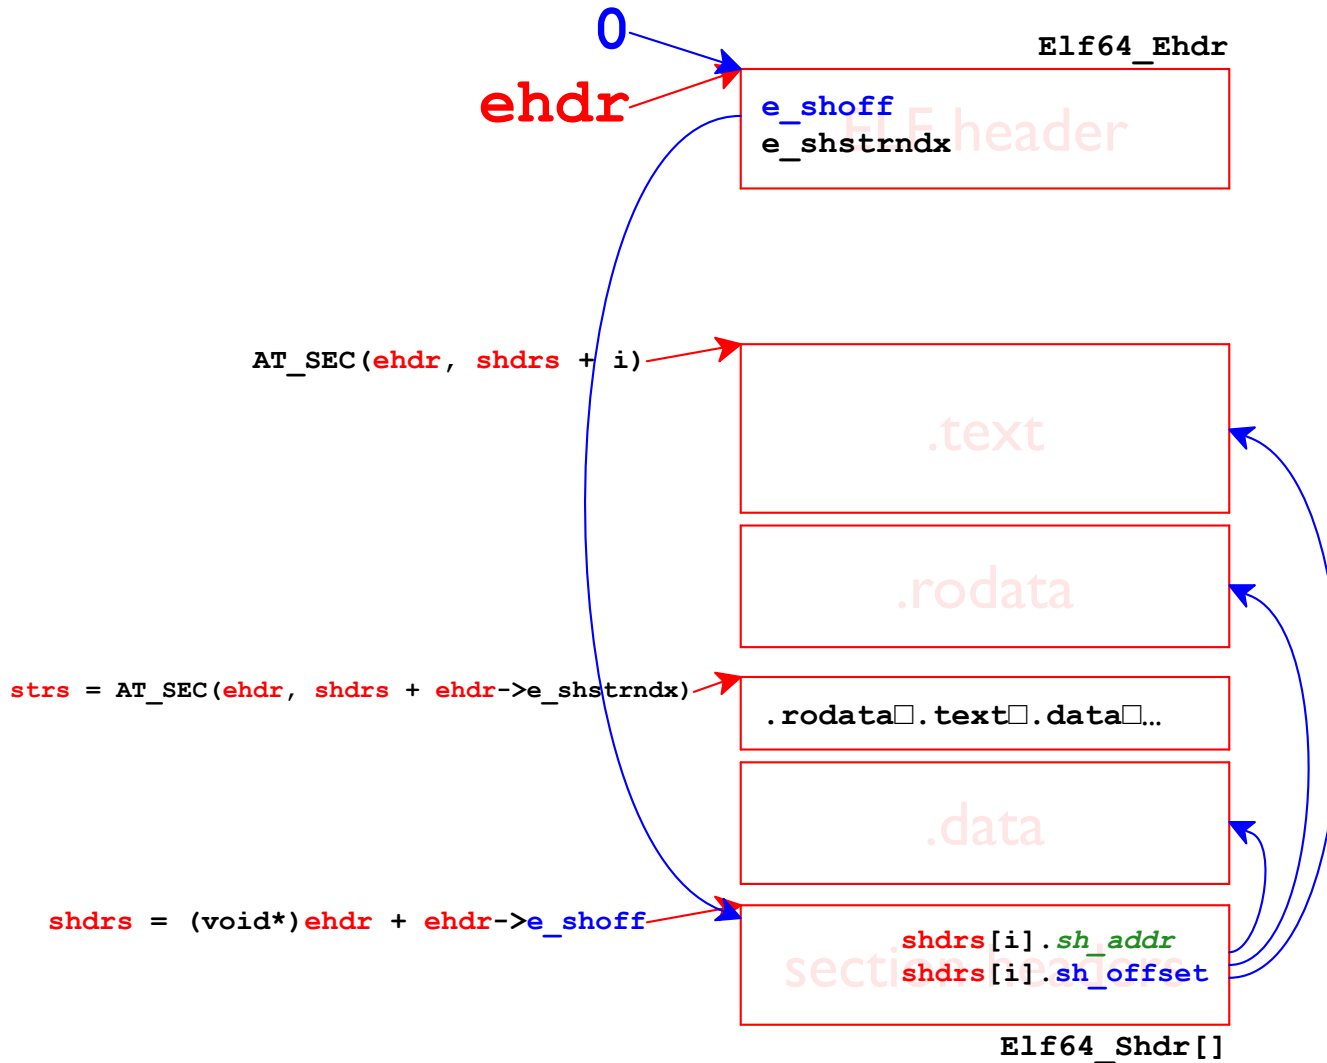 0
Elf64_Ehdr
ehdr
e_shoff
ELF header
e_shstrndx
AT_SEC(ehdr, shdrs + i)
.text
.rodata
strs = AT_SEC(ehdr, shdrs + ehdr->e_shstrndx)
.rodata□.text□.data□…
.data
shdrs = (void*)ehdr + ehdr->e_shoff
shdrs[i].sh_addr
section headers
shdrs[i].sh_offset
Elf64_Shdr[]